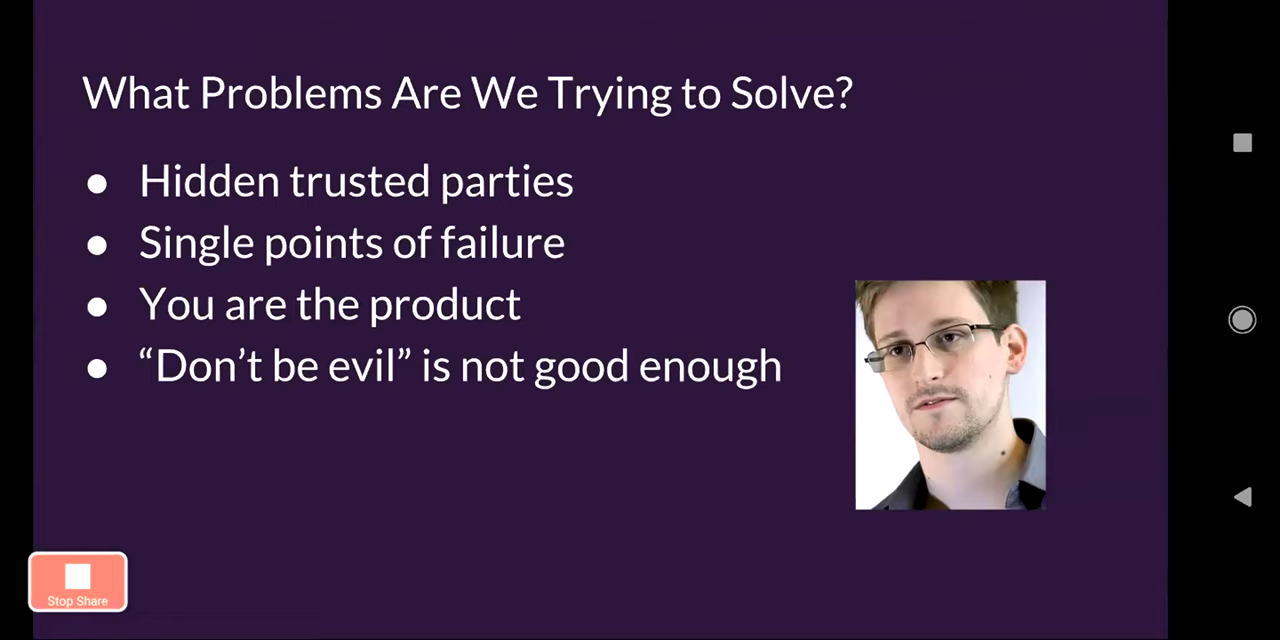 What Problems Are We Trying to Solve?
● Hidden trusted parties
● Single points of failure
● You are the product
● “Don’t be evil” is not good enough
Stop Share